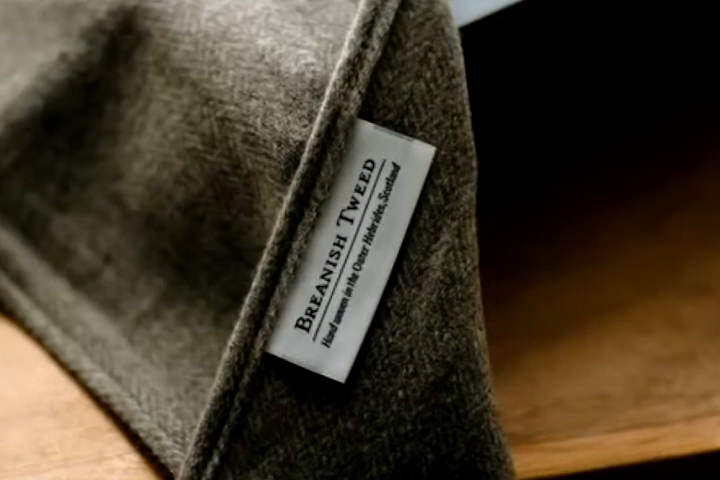 BREANISH TWEED
Hand woven in the Outer Hebrides, Scotland